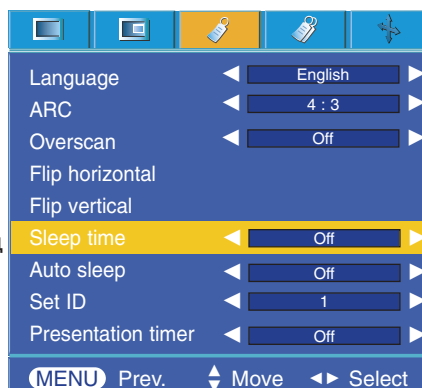 Language English
ARC 4 : 3
Overscan Off
Flip horizontal
Flip vertical
Sleep time Off
Auto sleep Off
Set ID 1
Presentation timer Off
MENU Prev. Move Select